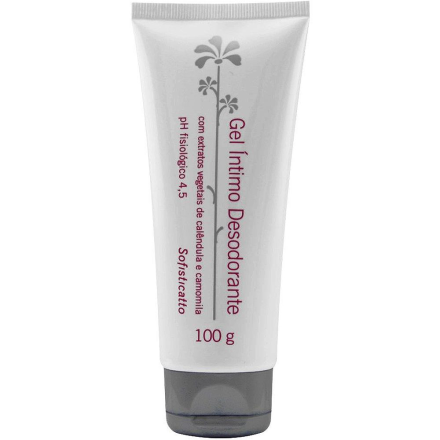 Gel Íntimo Desodorante
com extratos vegetais de calêndula e camomila
pH fisiológico 4,5
Sofisticatto
100 g